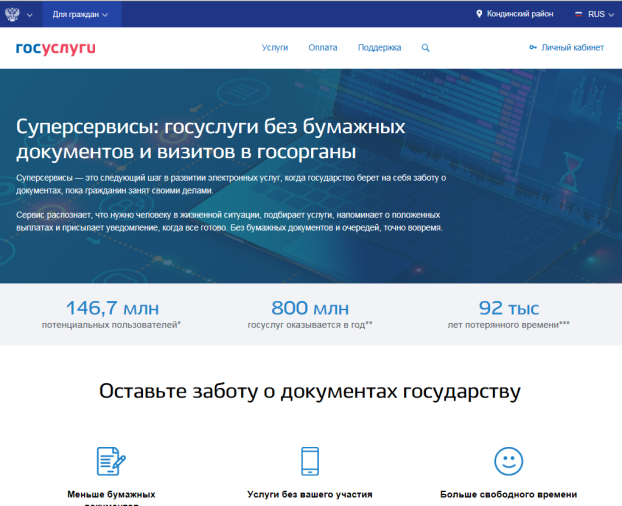 Для граждан
Кондинский район
RUS
госуслуги
Услуги
Оплата
Поддержка
Личный кабинет
Суперсервисы: госуслуги без бумажных
документов и визитов в госорганы
Суперсервисы — это следующий шаг в развитии электронных услуг, когда государство берет на себя заботу о
документах, пока гражданин занят своими делами.
Сервис распознает, что нужно человеку в жизненной ситуации, подбирает услуги, напоминает о положенных
выплатах и присылает уведомление, когда все готово. Без бумажных документов и очередей, точно вовремя.
146,7 млн
потенциальных пользователей*
800 млн
госуслуг оказывается в год**
92 тыс
лет потерянного времени***
Оставьте заботу о документах государству
Меньше бумажных
документов
Услуги без вашего участия
Больше свободного времени